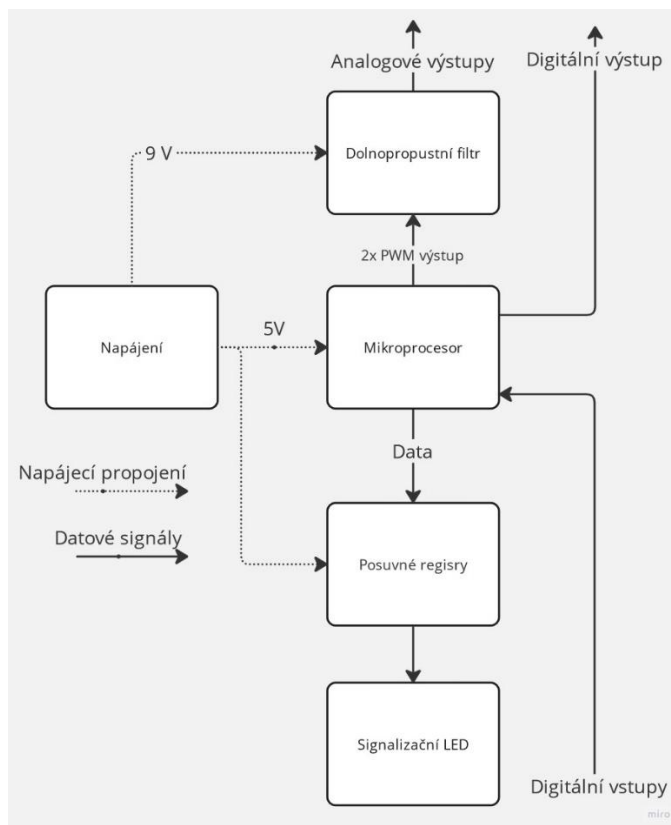 Analogové výstupy
Digitální výstup
9 V
Dolnopropustní filtr
2x PWM výstup
Napájení
5V
Mikroprocesor
Data
Napájecí propojení
Datové signály
Posuvné regisry
Signalizační LED
Digitální vstupy
miro